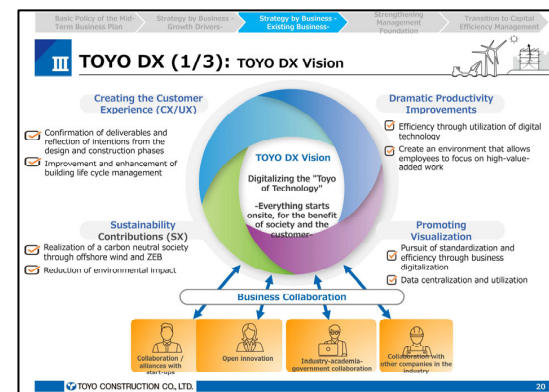 Basic Policy of the Mid-
Term Business Plan
Strategy by Business -
Growth Drivers-
Strategy by Business -
Existing Business-
Strengthening
Management
Foundation
Transition to Capital
Efficiency Management
III
TOYO DX (1/3): TOYO DX Vision
Creating the Customer
Experience (CX/UX)
Confirmation of deliverables and
reflection of intentions from the
design and construction phases
Improvement and enhancement of
building life cycle management
Dramatic Productivity
Improvements
Efficiency through utilization of digital
technology
Create an environment that allows
employees to focus on high-value-
added work
TOYO DX Vision
Digitalizing the "Toyo
of Technology"
-Everything starts
onsite, for the benefit
of society and the
customer-
Sustainability
Contributions (SX)
Realization of a carbon neutral society
through offshore wind and ZEB
Reduction of environmental impact
Promoting
Visualization
Pursuit of standardization and
efficiency through business
digitalization
Data centralization and utilization
Business Collaboration
Collaboration /
alliances with
start-ups
Open innovation
Industry-academia-
government collaboration
Collaboration with
other companies in the
industry
TOYO CONSTRUCTION CO., LTD.
20